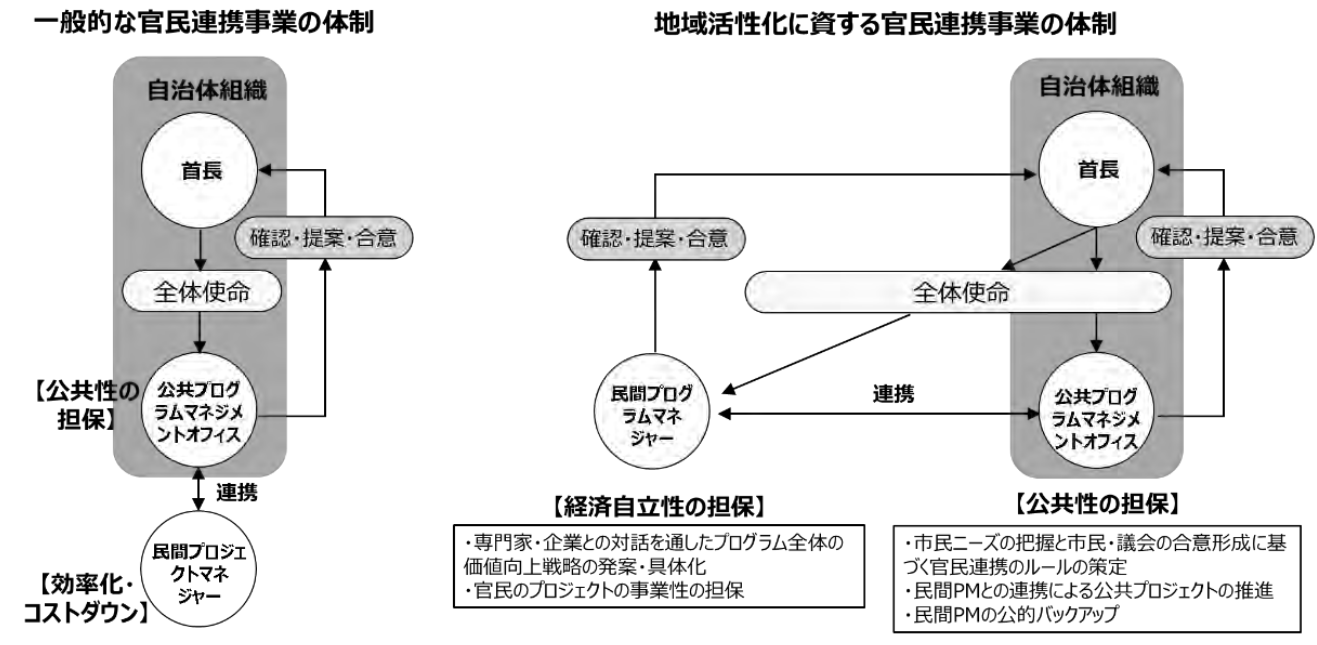 一般的な官民連携事業の体制
自治体組織
首長
確認・提案・合意
全体使命
【公共性の
担保】
公共プログ
ラムマネジメ
ントオフィス
連携
民間プロジェ
クトマネ
ジャー
【効率化・
コストダウン】
地域活性化に資する官民連携事業の体制
自治体組織
首長
確認・提案・合意
確認・提案・合意
全体使命
民間プログ
ラムマネ
ジャー
連携
公共プログ
ラムマネジメ
ントオフィス
【経済自立性の担保】
・専門家・企業との対話を通したプログラム全体の
価値向上戦略の発案・具体化
・官民のプロジェクトの事業性の担保
【公共性の担保】
・市民ニーズの把握と市民・議会の合意形成に基
づく官民連携のルールの策定
・民間PMとの連携による公共プロジェクトの推進
・民間PMの公的バックアップ